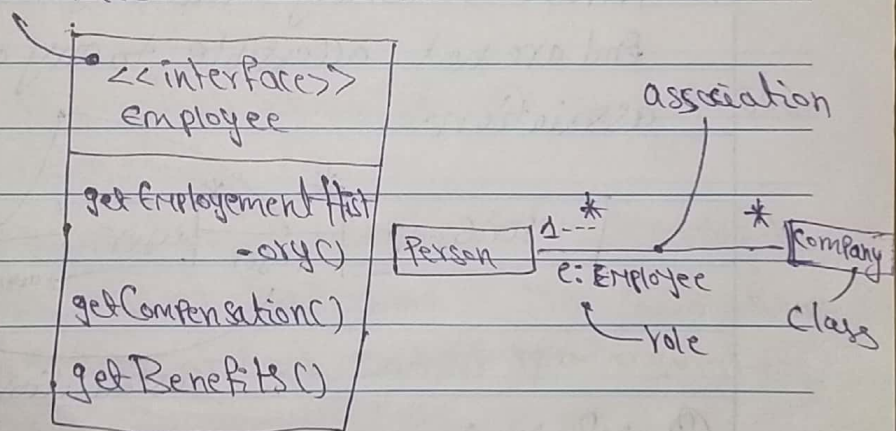 <<interface>>
Employee
getEmployementHist
-ory()
getCompensation()
getBenefits()
association
Person
1---*
*
Company
e: Employee
role
Class